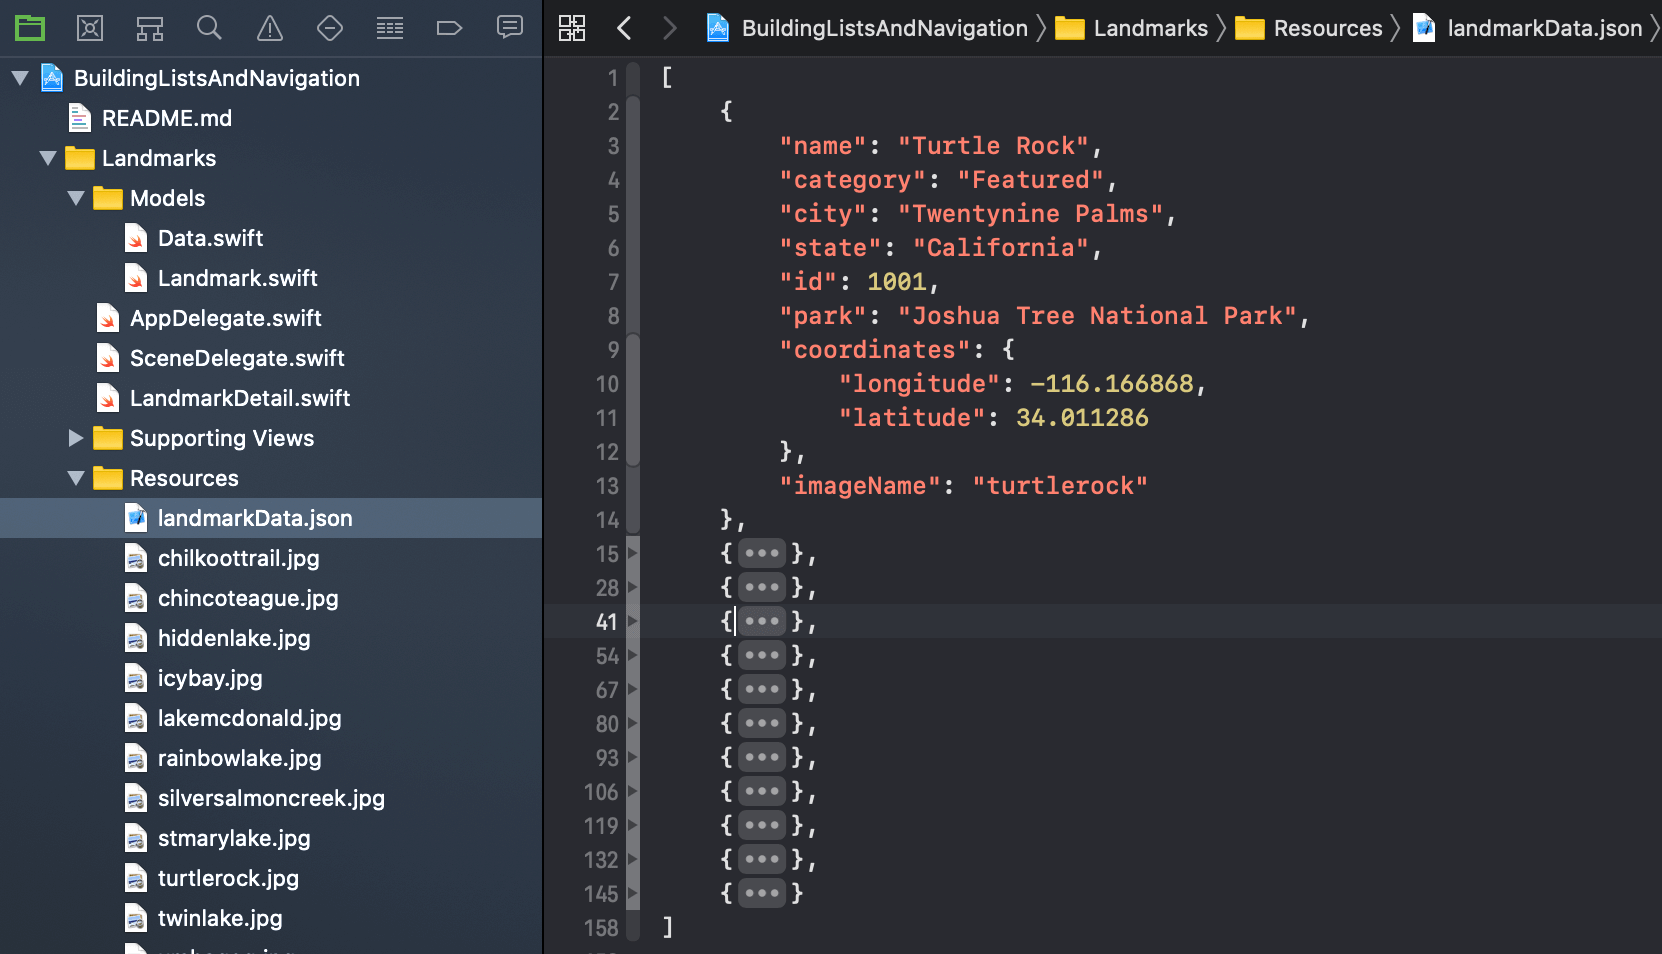 BuildingListsAndNavigation
README.md
Landmarks
Models
Data.swift
Landmark.swift
AppDelegate.swift
SceneDelegate.swift
LandmarkDetail.swift
Supporting Views
Resources
landmarkData.json
chilkoottrail.jpg
chincoteague.jpg
hiddenlake.jpg
icybay.jpg
lakemcdonald.jpg
rainbowlake.jpg
silversalmoncreek.jpg
stmarylake.jpg
turtlerock.jpg
twinlake.jpg
BuildingListsAndNavigation 〉 Landmarks 〉 Resources 〉 landmarkData.json 〉
1 [
2 {
3 "name": "Turtle Rock",
4 "category": "Featured",
5 "city": "Twentynine Palms",
6 "state": "California",
7 "id": 1001,
8 "park": "Joshua Tree National Park",
9 "coordinates": {
10 "longitude": -116.166868,
11 "latitude": 34.011286
12 },
13 "imageName": "turtlerock"
14 },
15 {•••},
28 {•••},
41 {•••},
54 {•••},
67 {•••},
80 {•••},
93 {•••},
106 {•••},
119 {•••},
132 {•••},
145 {•••}
158 ]